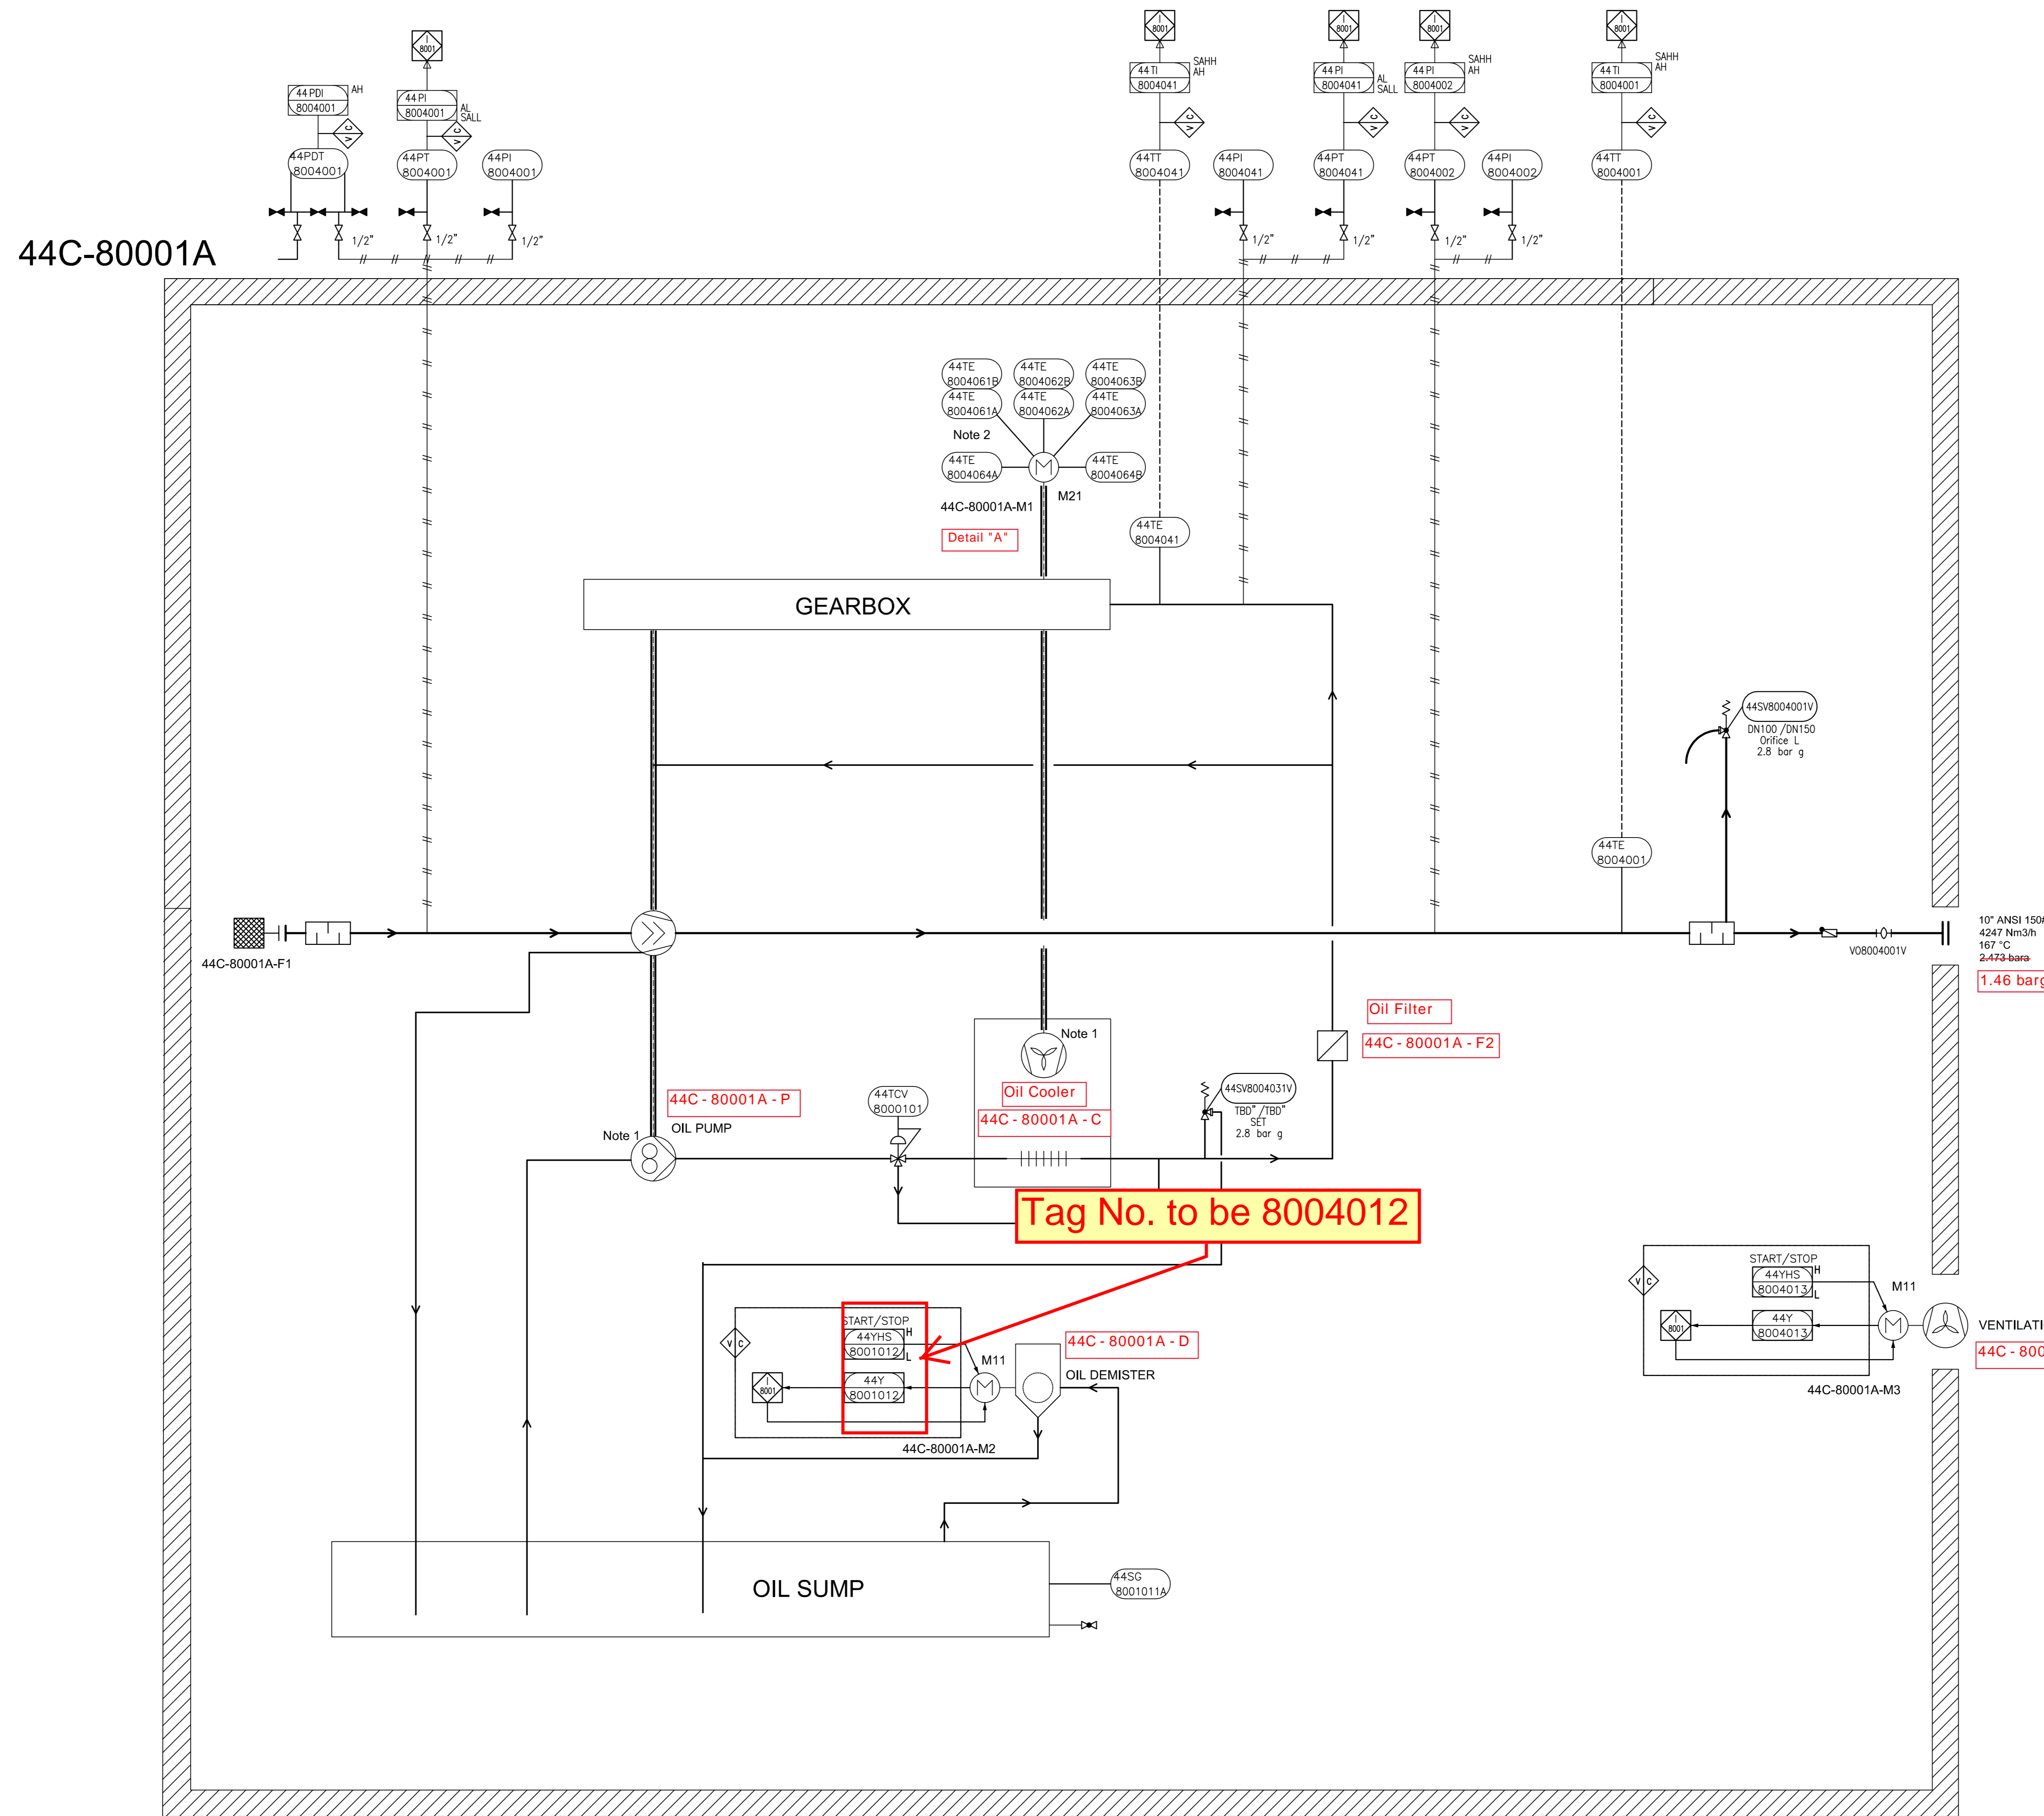 I
8001
I
8001
I
8001
I
8001
I
8001
44 PDI
8004001
AH
44 PI
8004001
AL
SALL
44 TI
8004041
SAHH
AH
44 PI
8004041
AL
SALL
44 PI
8004002
SAHH
AH
44 TI
8004001
SAHH
AH
V C
V C
V C
V C
V C
V C
44PDT
8004001
44PT
8004001
44PI
8004001
44TT
8004041
44PI
8004041
44PT
8004041
44PT
8004002
44PI
8004002
44TT
8004001
1/2"
1/2"
1/2"
1/2"
1/2"
1/2"
1/2"
44C-80001A
44TE
8004061B
44TE
8004062B
44TE
8004063B
44TE
8004061A
44TE
8004062A
44TE
8004063A
Note 2
44TE
8004064A
M
44TE
8004064B
M21
44C-80001A-M1
Detail "A"
44TE
8004041
GEARBOX
44SV8004001V
DN100 /DN150
Orifice L
2.8 bar g
44TE
8004001
44C-80001A-F1
VO8004001V
10" ANSI 150#
4247 Nm3/h
167 °C
2.473 bara
1.46 barg
Oil Filter
44C - 80001A - F2
Note 1
Oil Cooler
44C - 80001A - C
44C - 80001A - P
OIL PUMP
Note 1
44TCV
8000101
44SV8004031V
TBD" /TBD"
SET
2.8 bar g
Tag No. to be 8004012
START/STOP
44YHS
8001012
H
L
V C
I
8001
44Y
8001012
M11
M
44C - 80001A - D
OIL DEMISTER
44C-80001A-M2
START/STOP
44YHS
8004013
H
L
V C
I
8001
44Y
8004013
M11
M
VENTILATI
44C - 800
44C-80001A-M3
OIL SUMP
44SG
8001011A